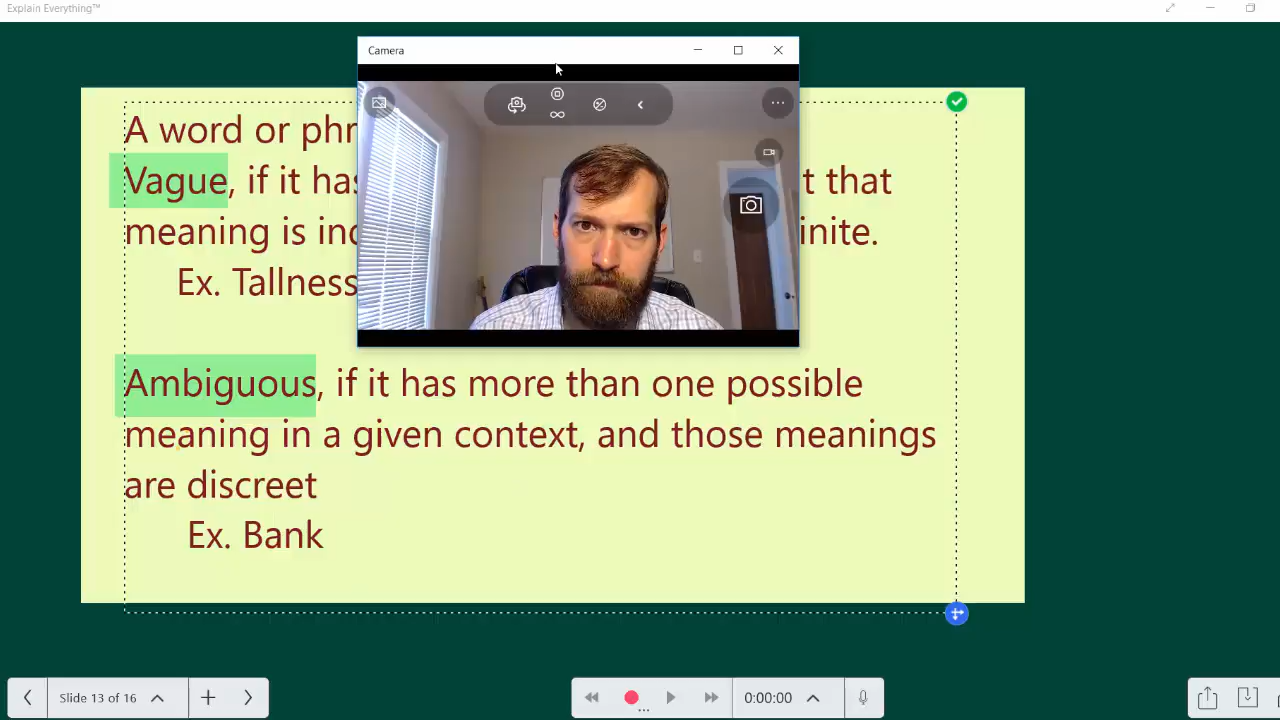 Explain Everything™
Camera
A word or phr
Vague, if it has t that
meaning is inc inite.
Ex. Tallness
Ambiguous, if it has more than one possible
meaning in a given context, and those meanings
are discreet
Ex. Bank
Slide 13 of 16
0:00:00